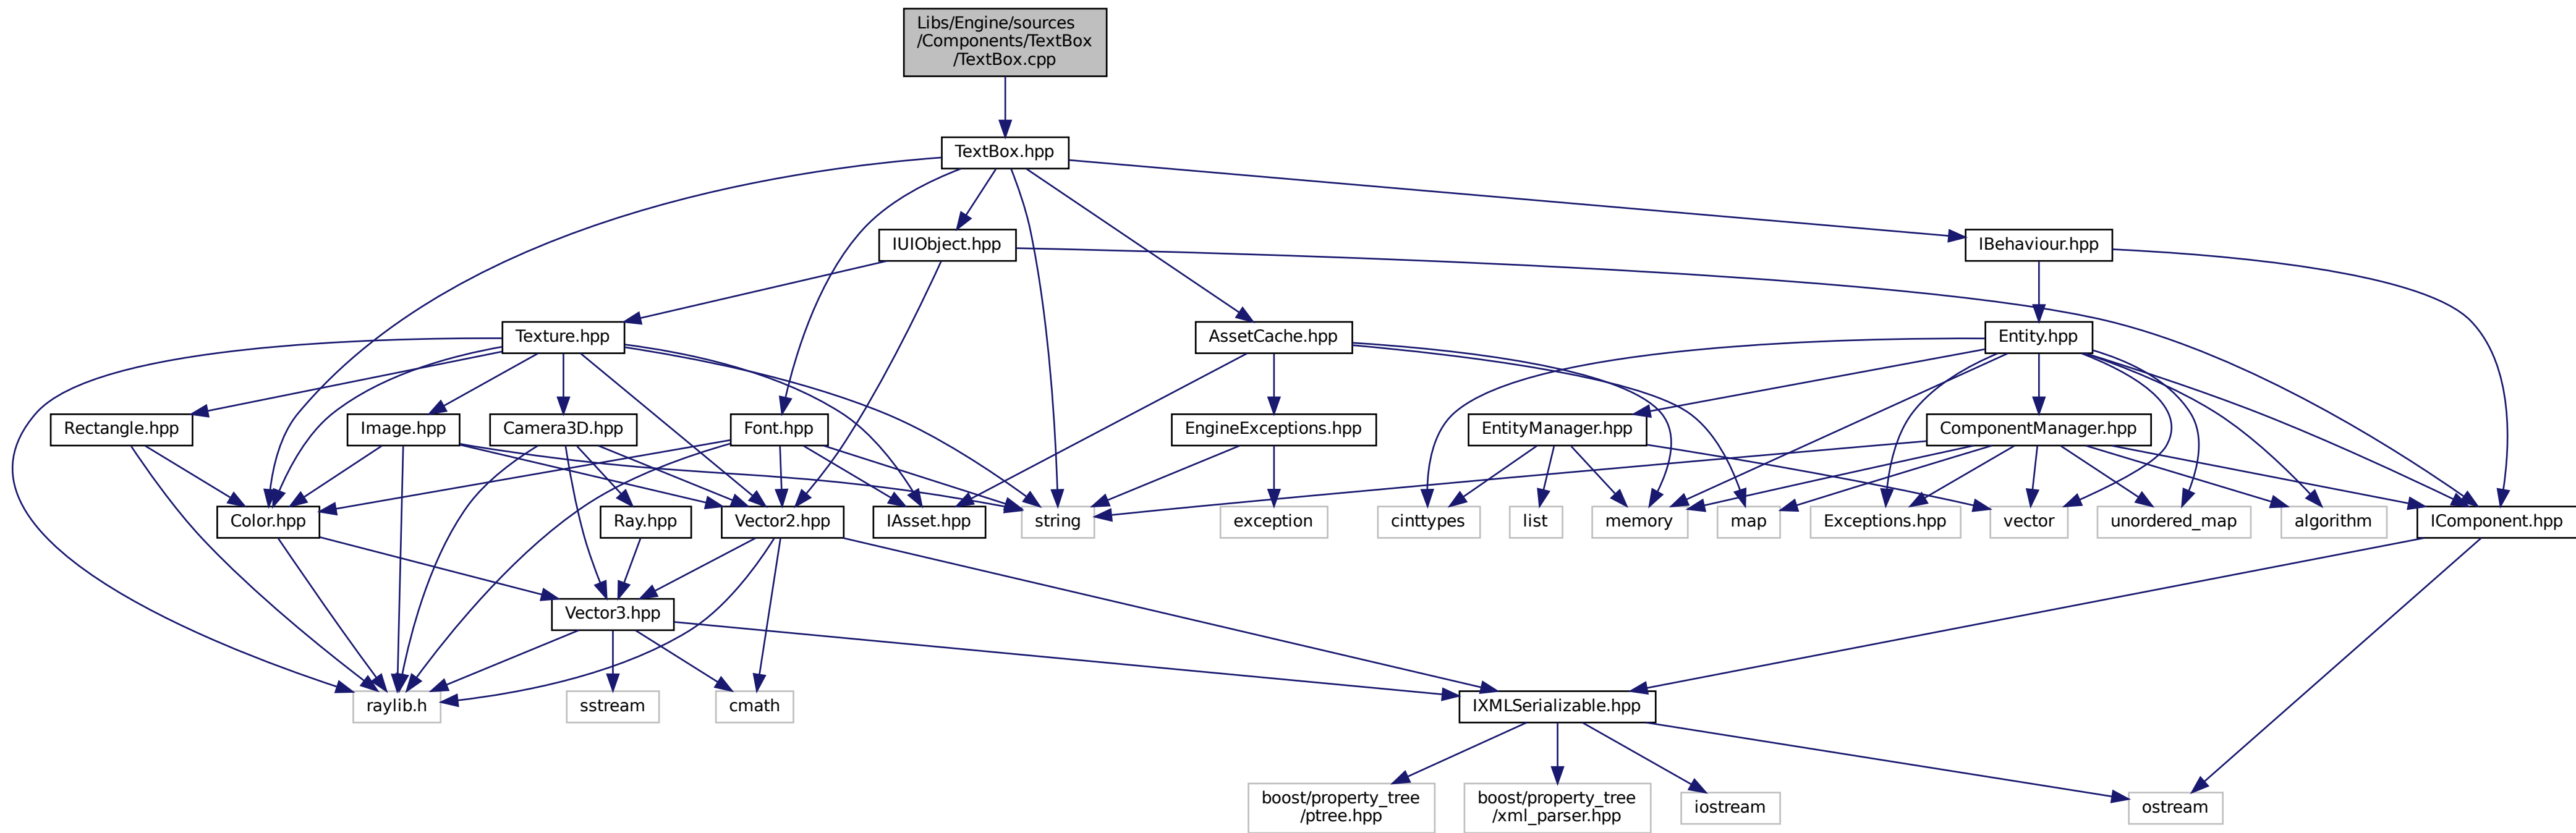 Libs/Engine/sources
/Components/TextBox
/TextBox.cpp
TextBox.hpp
IUIObject.hpp
IBehaviour.hpp
Texture.hpp
AssetCache.hpp
Entity.hpp
Rectangle.hpp
Image.hpp
Camera3D.hpp
Font.hpp
EngineExceptions.hpp
EntityManager.hpp
ComponentManager.hpp
Color.hpp
Ray.hpp
Vector2.hpp
IAsset.hpp
string
exception
cinttypes
list
memory
map
Exceptions.hpp
vector
unordered_map
algorithm
IComponent.hpp
Vector3.hpp
raylib.h
sstream
cmath
IXMLSerializable.hpp
boost/property_tree
/ptree.hpp
boost/property_tree
/xml_parser.hpp
iostream
ostream